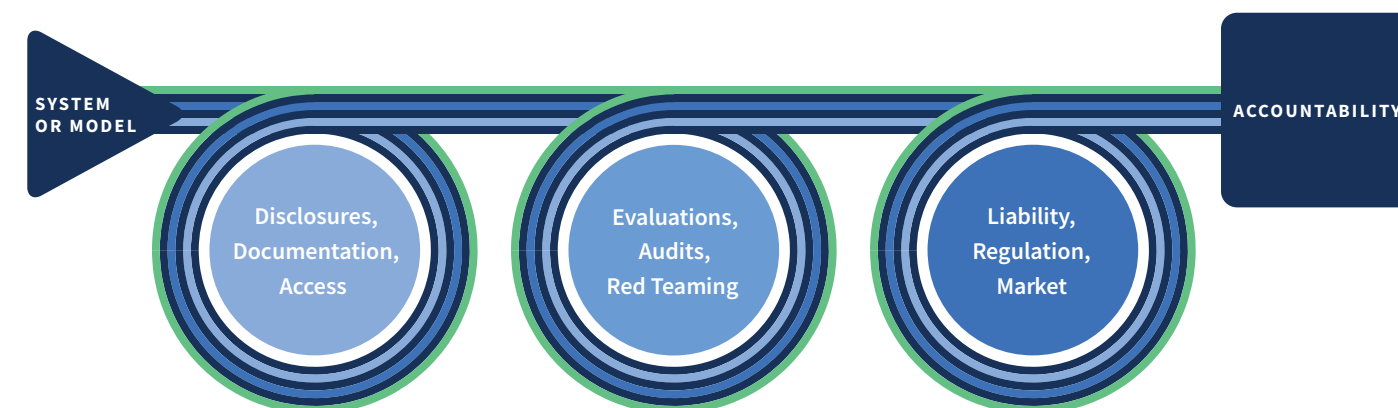 SYSTEM
OR MODEL
Disclosures,
Documentation,
Access
Evaluations,
Audits,
Red Teaming
Liability,
Regulation,
Market
ACCOUNTABILITY